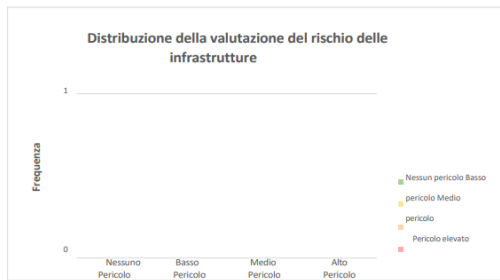 Distribuzione della valutazione del rischio delle
infrastrutture
1
Frequenza
0
Nessuno Basso Medio Alto
Pericolo Pericolo Pericolo Pericolo
Nessun pericolo Basso
pericolo Medio
pericolo
Pericolo elevato